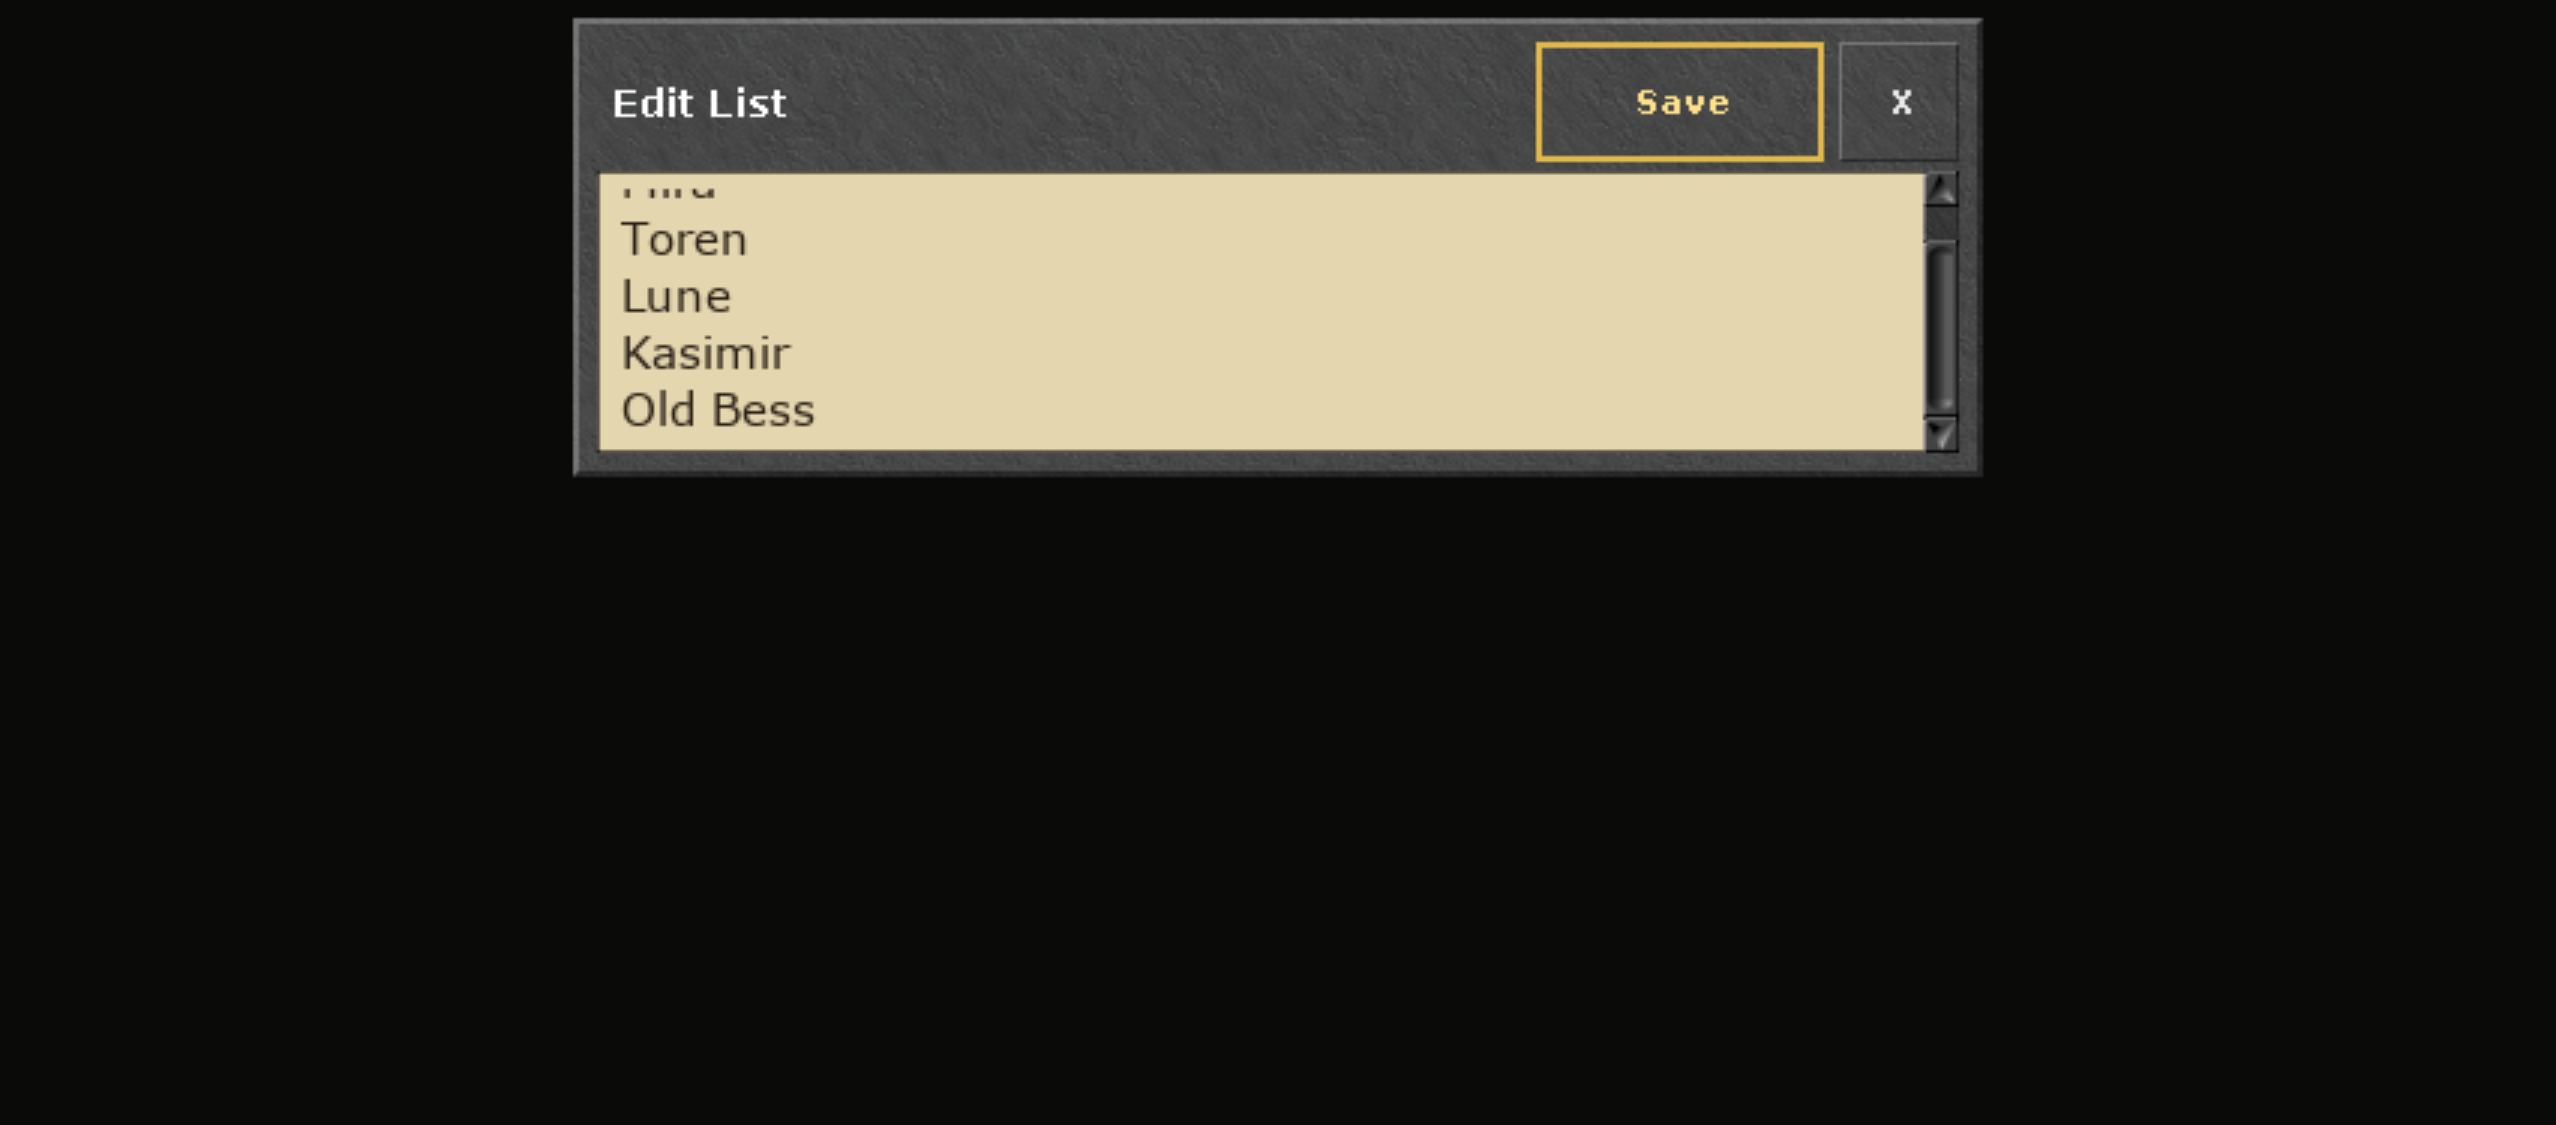 Edit List
Save
X
Toren
Lune
Kasimir
Old Bess